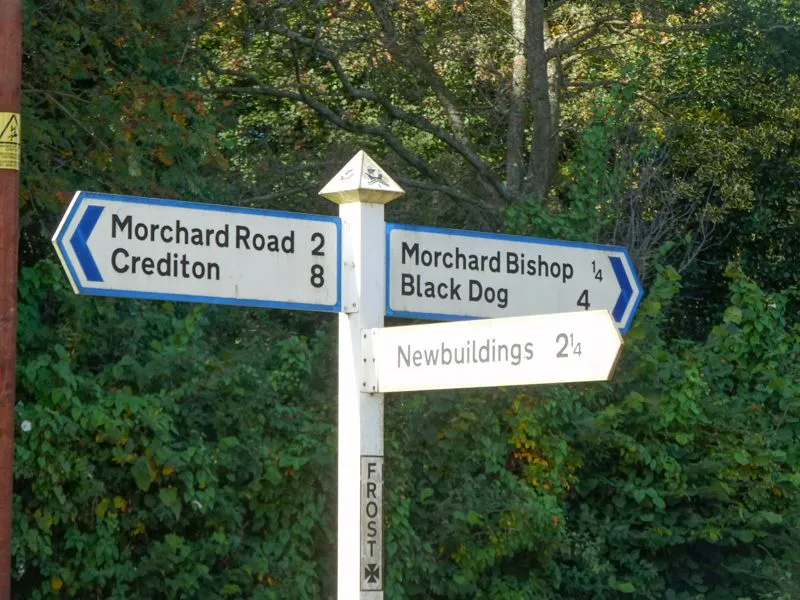 Morchard Road 2
Crediton 8
Morchard Bishop ¼
Black Dog 4
Newbuildings 2¼
FROST